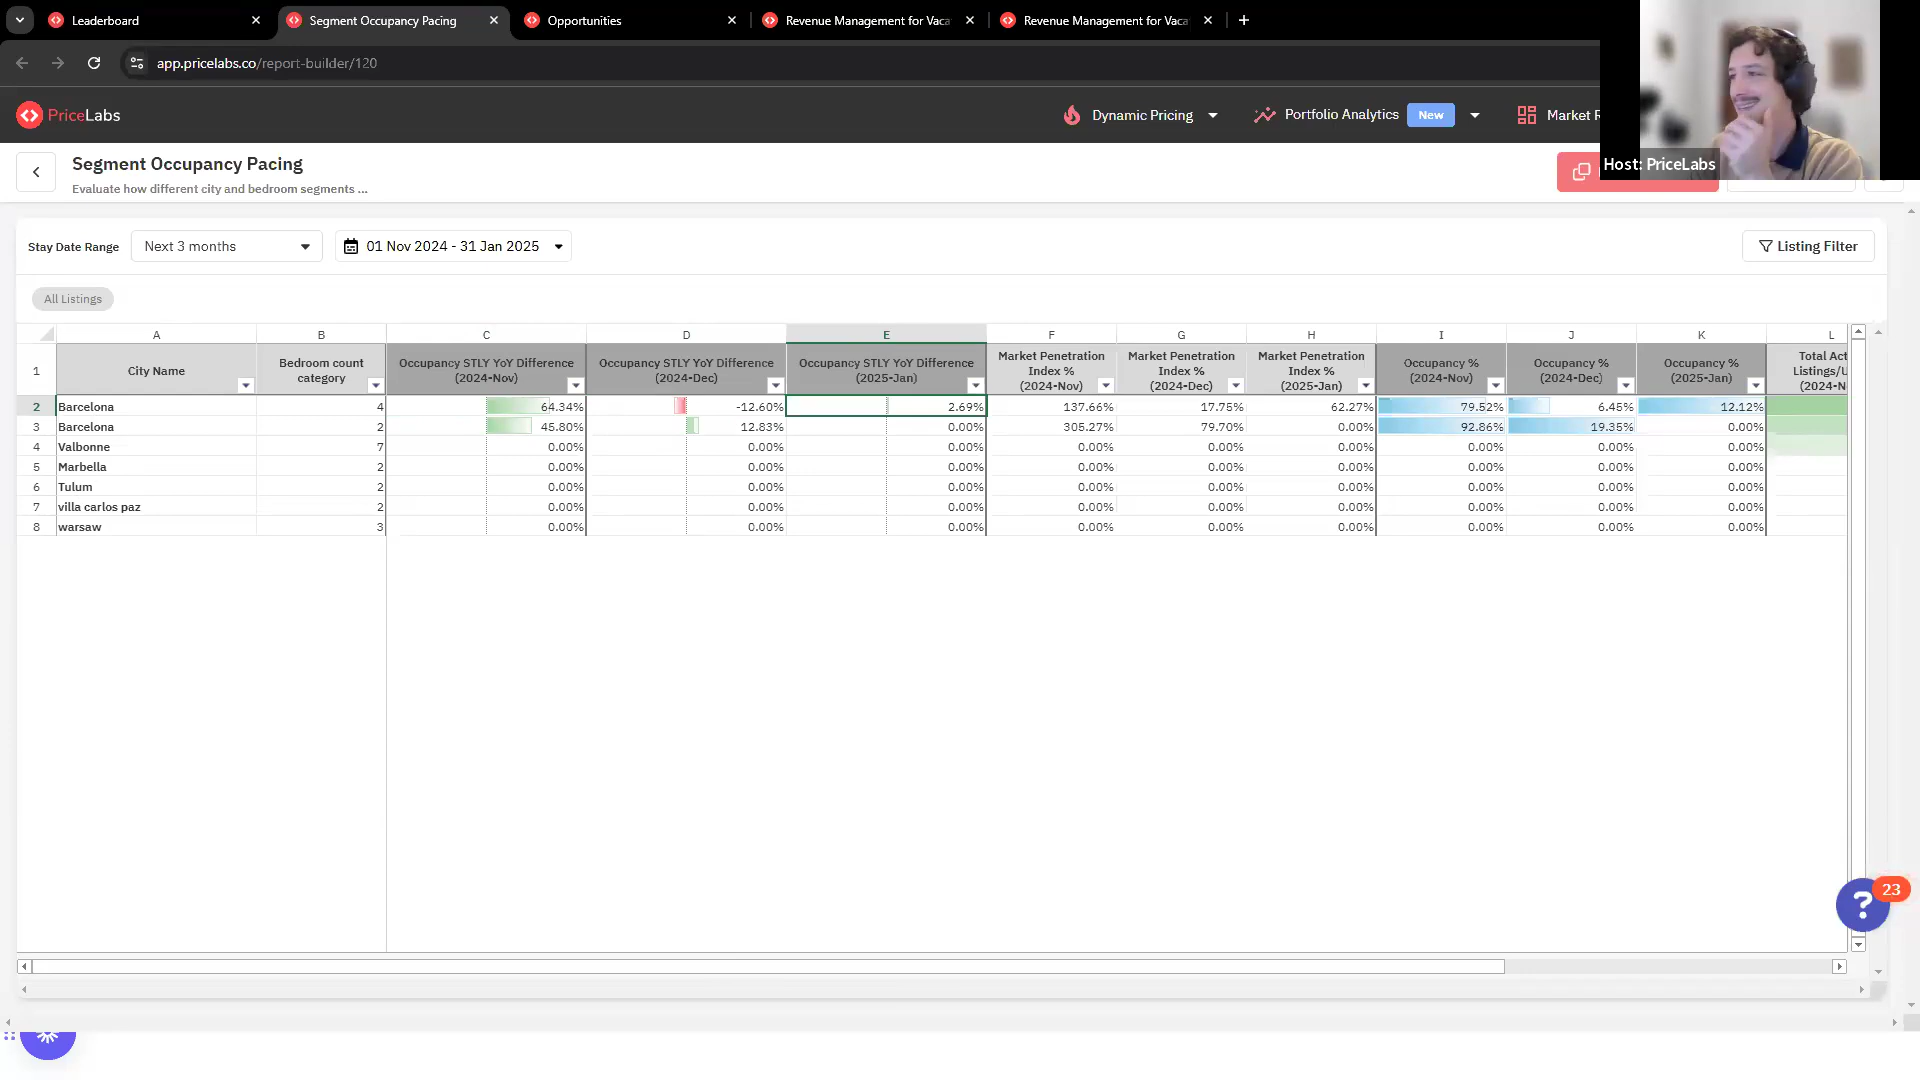 Leaderboard
Segment Occupancy Pacing
Opportunities
Revenue Management for Vaca
Revenue Management for Vaca
app.pricelabs.co/report-builder/120
PriceLabs
Dynamic Pricing
Portfolio Analytics
New
Market R
Host: PriceLabs
Segment Occupancy Pacing
Evaluate how different city and bedroom segments ...
Stay Date Range
Next 3 months
01 Nov 2024 - 31 Jan 2025
Listing Filter
All Listings
A B C D E F G H I J K L
1
City Name
Bedroom count category
Occupancy STLY YoY Difference (2024-Nov)
Occupancy STLY YoY Difference (2024-Dec)
Occupancy STLY YoY Difference (2025-Jan)
Market Penetration Index % (2024-Nov)
Market Penetration Index % (2024-Dec)
Market Penetration Index % (2025-Jan)
Occupancy % (2024-Nov)
Occupancy % (2024-Dec)
Occupancy % (2025-Jan)
Total Act Listings/U (2024-N
2 Barcelona 4 64.34% -12.60% 2.69% 137.66% 17.75% 62.27% 79.52% 6.45% 12.12%
3 Barcelona 2 45.80% 12.83% 0.00% 305.27% 79.70% 0.00% 92.86% 19.35% 0.00%
4 Valbonne 7 0.00% 0.00% 0.00% 0.00% 0.00% 0.00% 0.00% 0.00% 0.00%
5 Marbella 2 0.00% 0.00% 0.00% 0.00% 0.00% 0.00% 0.00% 0.00% 0.00%
6 Tulum 2 0.00% 0.00% 0.00% 0.00% 0.00% 0.00% 0.00% 0.00% 0.00%
7 villa carlos paz 2 0.00% 0.00% 0.00% 0.00% 0.00% 0.00% 0.00% 0.00% 0.00%
8 warsaw 3 0.00% 0.00% 0.00% 0.00% 0.00% 0.00% 0.00% 0.00% 0.00%
?
23